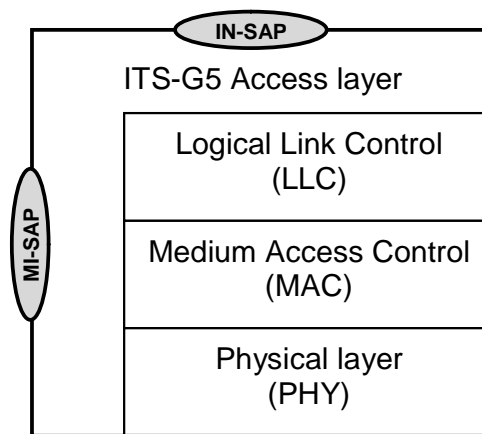 IN-SAP
ITS-G5 Access layer
Logical Link Control
(LLC)
MI-SAP
Medium Access Control
(MAC)
Physical layer
(PHY)